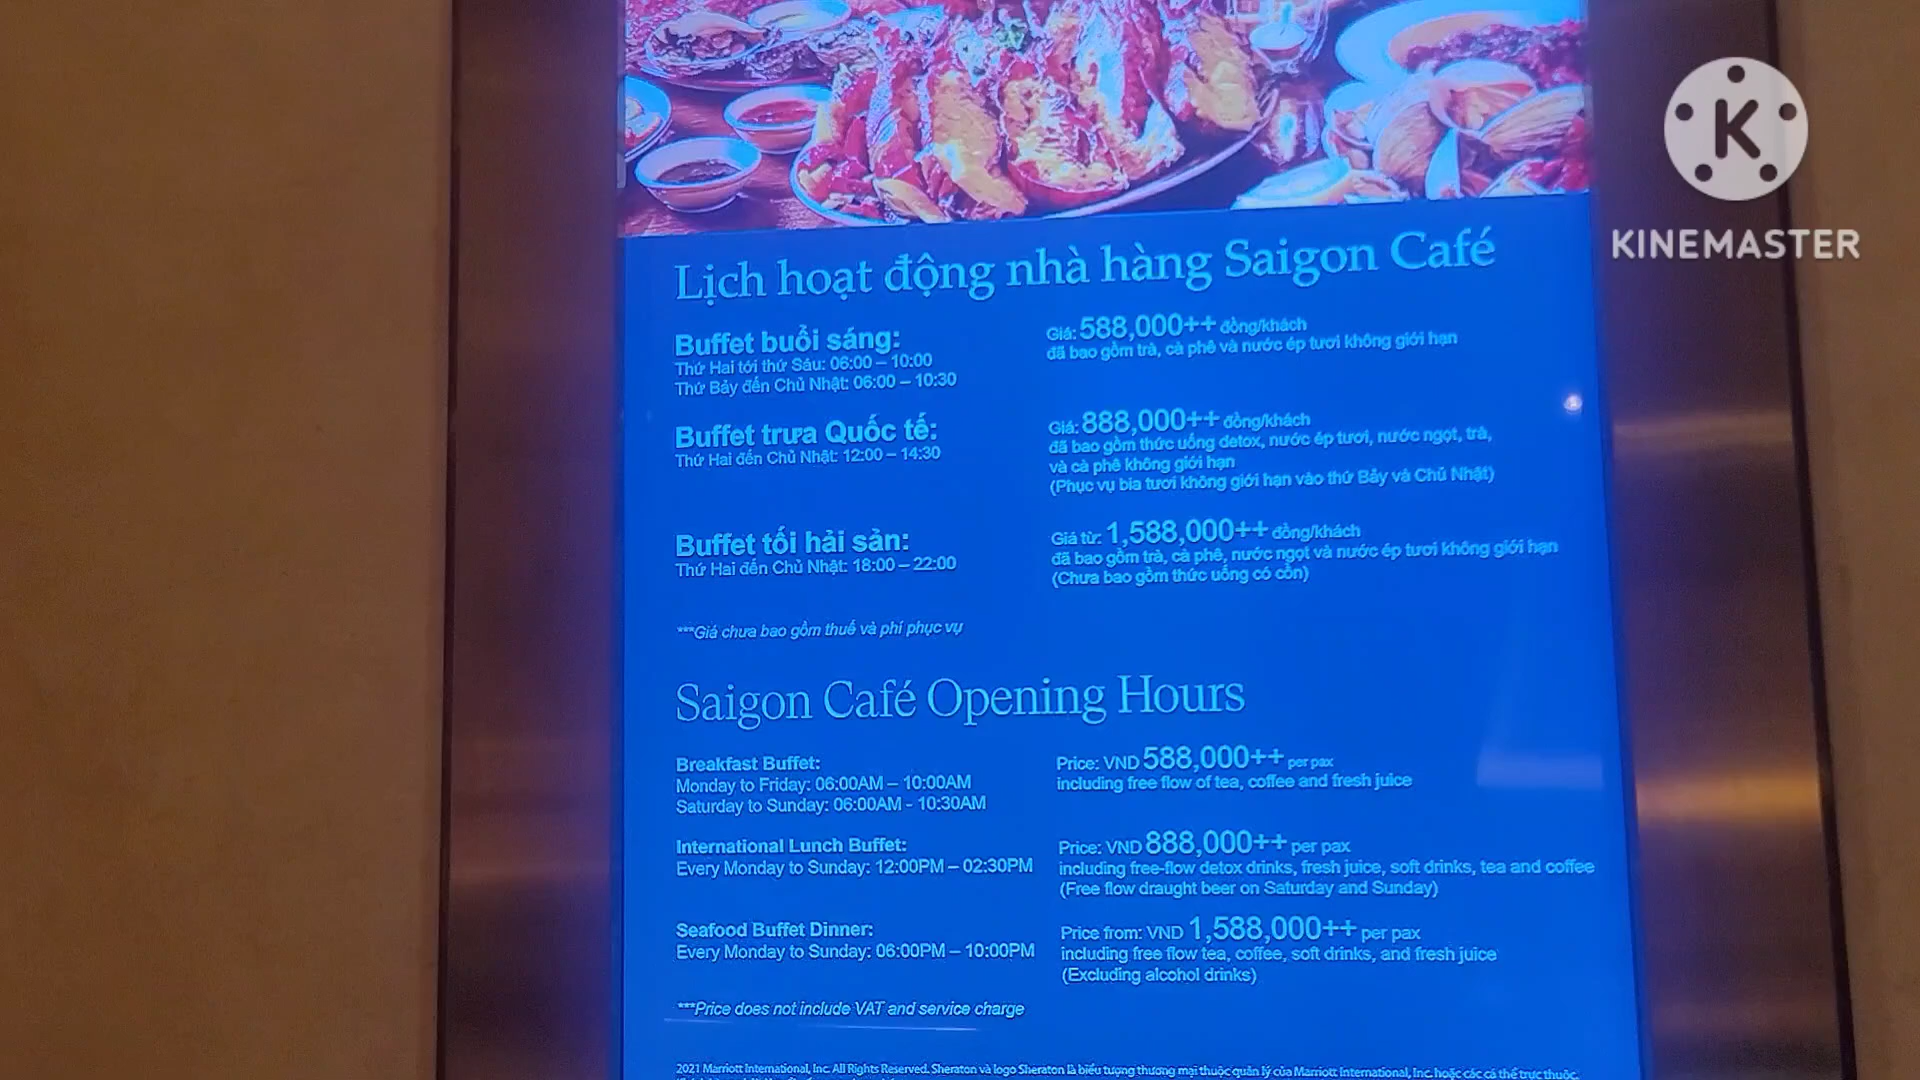 K
KINEMASTER
Lịch hoạt động nhà hàng Saigon Café
Buffet buổi sáng:
Thứ Hai tới thứ Sáu: 06:00 – 10:00
Thứ Bảy đến Chủ Nhật: 06:00 – 10:30
Giá: 588,000++ đồng/khách
đã bao gồm trà, cà phê và nước ép tươi không giới hạn
Buffet trưa Quốc tế:
Thứ Hai đến Chủ Nhật: 12:00 – 14:30
Giá: 888,000++ đồng/khách
đã bao gồm thức uống detox, nước ép tươi, nước ngọt, trà,
và cà phê không giới hạn
(Phục vụ bia tươi không giới hạn vào thứ Bảy và Chủ Nhật)
Buffet tối hải sản:
Thứ Hai đến Chủ Nhật: 18:00 – 22:00
Giá từ: 1,588,000++ đồng/khách
đã bao gồm trà, cà phê, nước ngọt và nước ép tươi không giới hạn
(Chưa bao gồm thức uống có cồn)
***Giá chưa bao gồm thuế và phí phục vụ
Saigon Café Opening Hours
Breakfast Buffet:
Monday to Friday: 06:00AM – 10:00AM
Saturday to Sunday: 06:00AM - 10:30AM
Price: VND 588,000++ per pax
including free flow of tea, coffee and fresh juice
International Lunch Buffet:
Every Monday to Sunday: 12:00PM – 02:30PM
Price: VND 888,000++ per pax
including free-flow detox drinks, fresh juice, soft drinks, tea and coffee
(Free flow draught beer on Saturday and Sunday)
Seafood Buffet Dinner:
Every Monday to Sunday: 06:00PM – 10:00PM
Price from: VND 1,588,000++ per pax
including free flow tea, coffee, soft drinks, and fresh juice
(Excluding alcohol drinks)
***Price does not include VAT and service charge
2021 Marriott International, Inc. All Rights Reserved. Sheraton và logo Sheraton là biểu tượng thương mại thuộc quản lý của Marriott International, Inc. hoặc các cá thể trực thuộc.